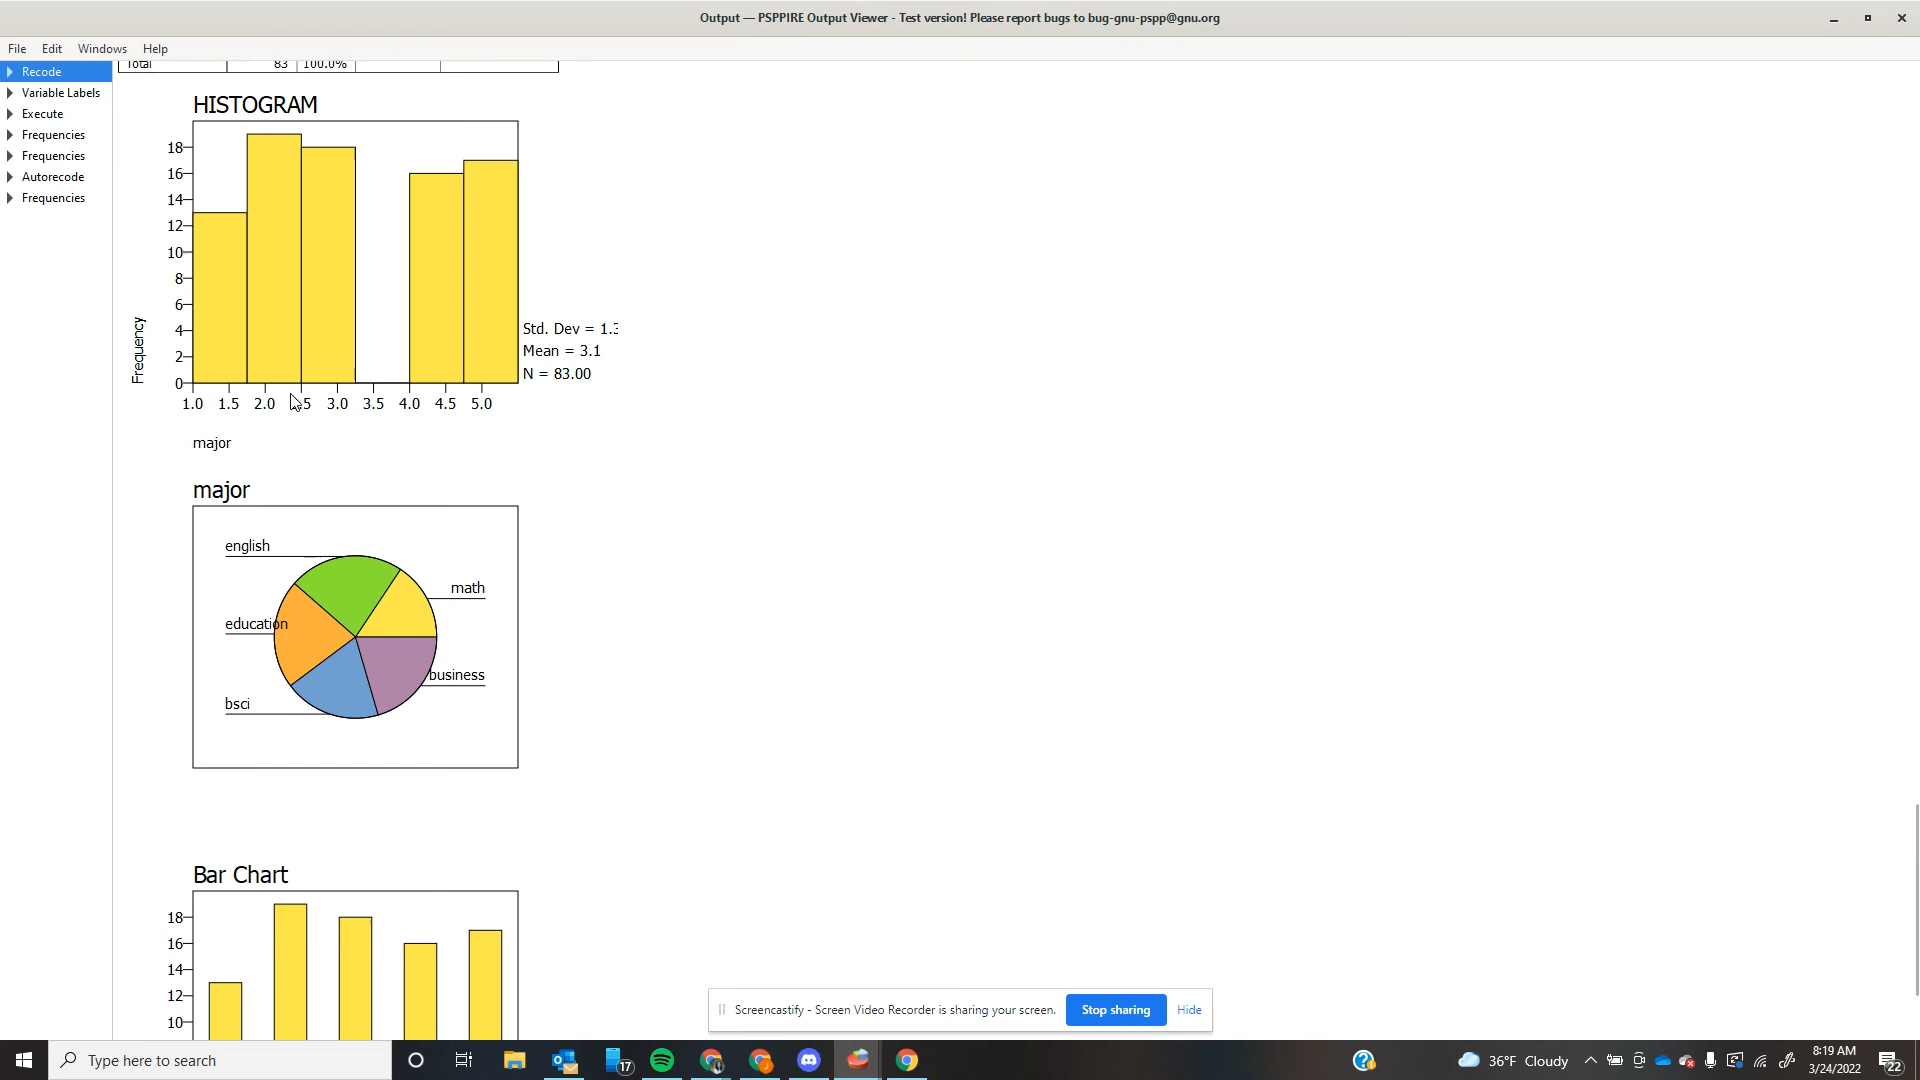 Output — PSPPIRE Output Viewer - Test version! Please report bugs to bug-gnu-pspp@gnu.org
File Edit Windows Help
Recode
Variable Labels
Execute
Frequencies
Frequencies
Autorecode
Frequencies
Total 83 100.0%
HISTOGRAM
18
16
14
12
10
8
6
4
2
0
Frequency
Std. Dev = 1.3
Mean = 3.1
N = 83.00
1.0 1.5 2.0 5 3.0 3.5 4.0 4.5 5.0
major
major
english
math
education
business
bsci
Bar Chart
18
16
14
12
10
Screencastify - Screen Video Recorder is sharing your screen. Stop sharing Hide
Type here to search
17
36°F Cloudy
8:19 AM
3/24/2022
22